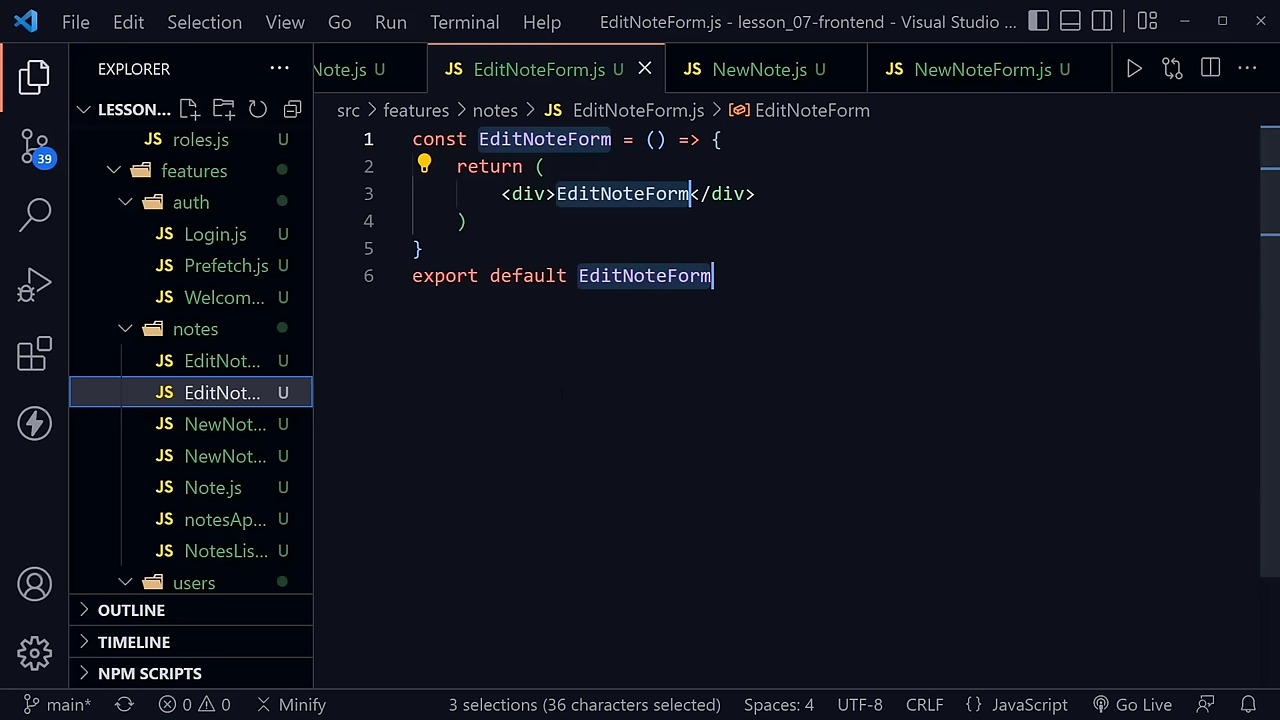 File Edit Selection View Go Run Terminal Help EditNoteForm.js - lesson_07-frontend - Visual Studio ...
EXPLORER
LESSON...
roles.js U
features
auth
Login.js U
Prefetch.js U
Welcom... U
notes
EditNot... U
EditNot... U
NewNot... U
NewNot... U
Note.js U
notesAp... U
NotesLis... U
users
OUTLINE
TIMELINE
NPM SCRIPTS
39
Note.js U JS EditNoteForm.js U JS NewNote.js U JS NewNoteForm.js U
src > features > notes > JS EditNoteForm.js > EditNoteForm
1 const EditNoteForm = () => {
2 return (
3 <div>EditNoteForm</div>
4 )
5 }
6 export default EditNoteForm
main* 0 0 Minify 3 selections (36 characters selected) Spaces: 4 UTF-8 CRLF {} JavaScript Go Live